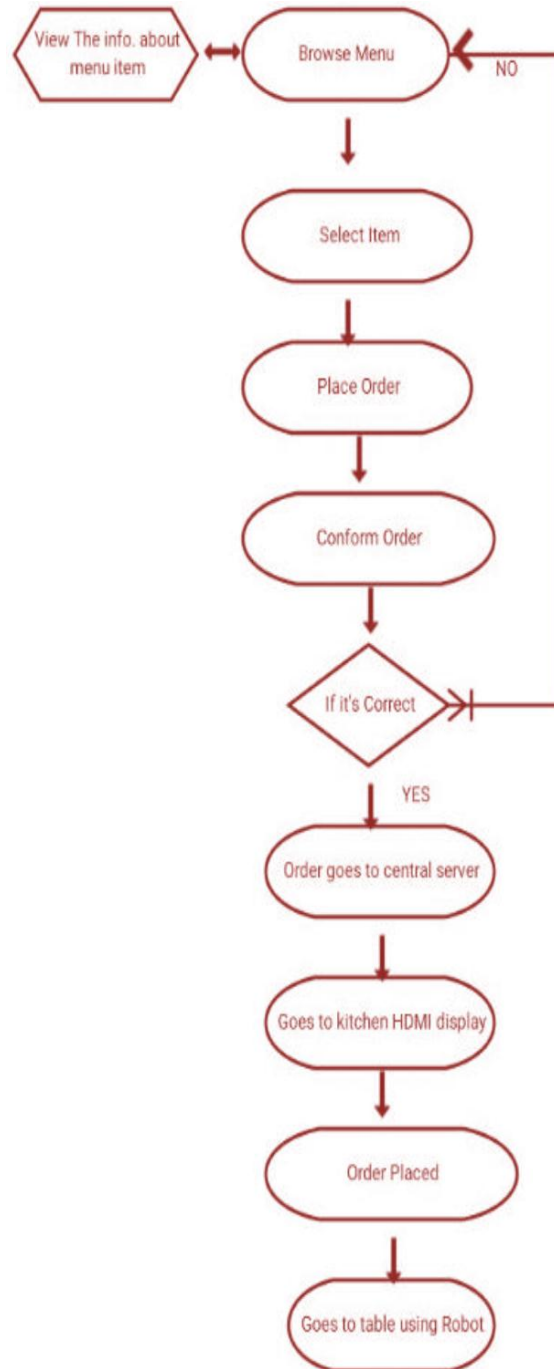 View The info. about
menu item
Browse Menu
NO
Select Item
Place Order
Conform Order
If it's Correct
YES
Order goes to central server
Goes to kitchen HDMI display
Order Placed
Goes to table using Robot